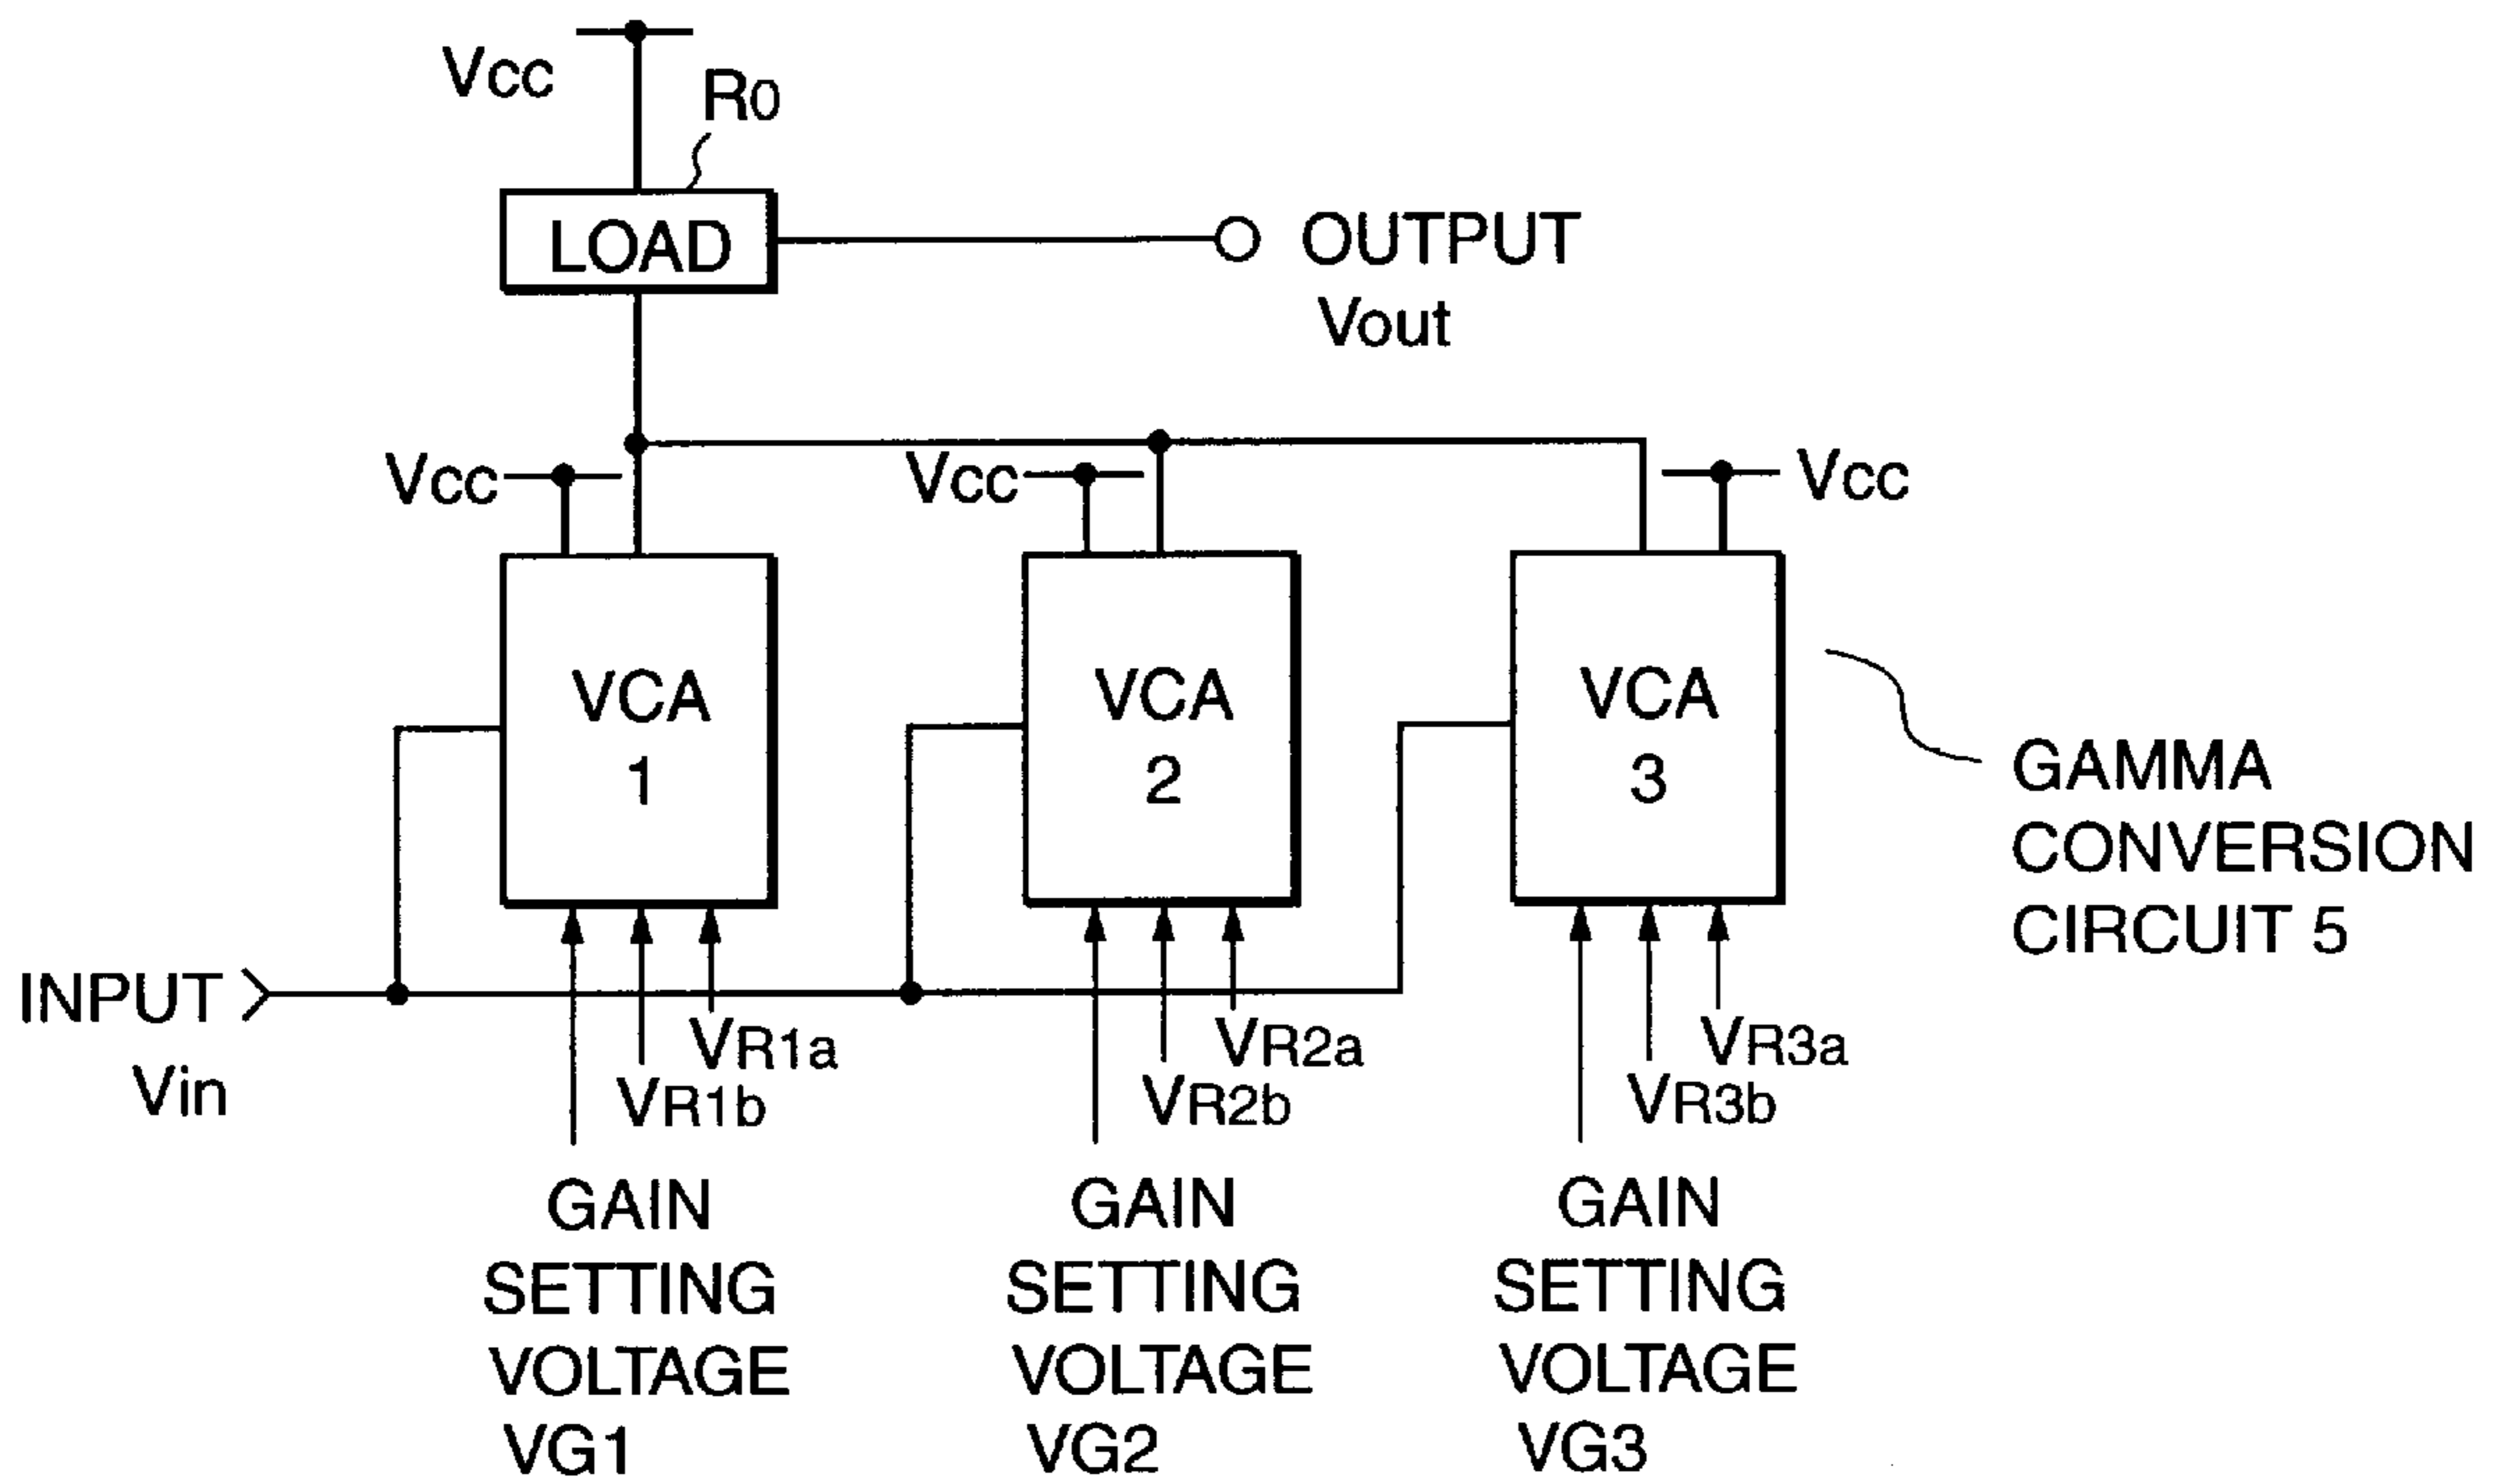 Vcc
R0
LOAD
OUTPUT
Vout
Vcc
Vcc
Vcc
VCA
1
VCA
2
VCA
3
GAMMA
CONVERSION
CIRCUIT 5
INPUT
Vin
VR1a
VR1b
VR2a
VR2b
VR3a
VR3b
GAIN
SETTING
VOLTAGE
VG1
GAIN
SETTING
VOLTAGE
VG2
GAIN
SETTING
VOLTAGE
VG3